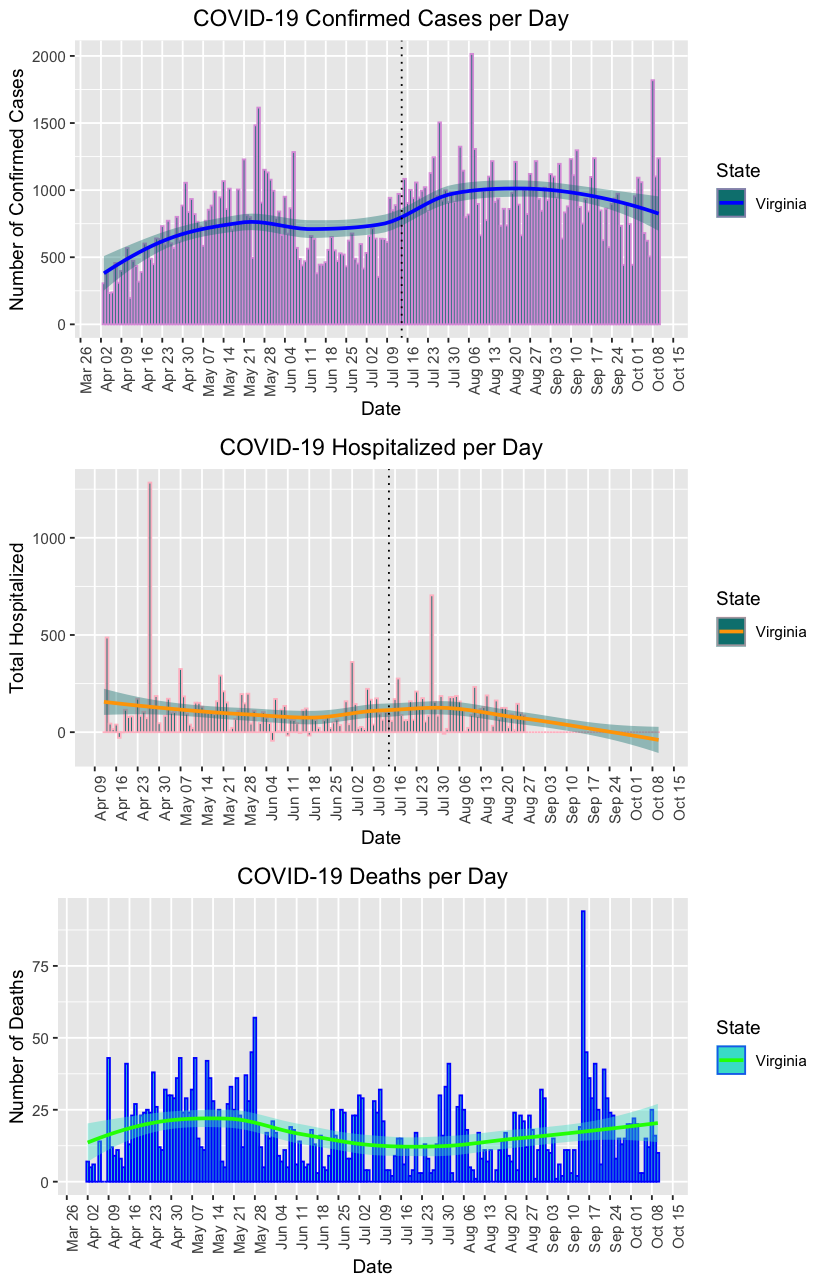 COVID-19 Confirmed Cases per Day
Number of Confirmed Cases
2000
1500
1000
500
0
Mar 26
Apr 02
Apr 09
Apr 16
Apr 23
Apr 30
May 07
May 14
May 21
May 28
Jun 04
Jun 11
Jun 18
Jun 25
Jul 02
Jul 09
Jul 16
Jul 23
Jul 30
Aug 06
Aug 13
Aug 20
Aug 27
Sep 03
Sep 10
Sep 17
Sep 24
Oct 01
Oct 08
Oct 15
Date
State
Virginia
COVID-19 Hospitalized per Day
Total Hospitalized
1000
500
0
Apr 09
Apr 16
Apr 23
Apr 30
May 07
May 14
May 21
May 28
Jun 04
Jun 11
Jun 18
Jun 25
Jul 02
Jul 09
Jul 16
Jul 23
Jul 30
Aug 06
Aug 13
Aug 20
Aug 27
Sep 03
Sep 10
Sep 17
Sep 24
Oct 01
Oct 08
Oct 15
Date
State
Virginia
COVID-19 Deaths per Day
Number of Deaths
75
50
25
0
Mar 26
Apr 02
Apr 09
Apr 16
Apr 23
Apr 30
May 07
May 14
May 21
May 28
Jun 04
Jun 11
Jun 18
Jun 25
Jul 02
Jul 09
Jul 16
Jul 23
Jul 30
Aug 06
Aug 13
Aug 20
Aug 27
Sep 03
Sep 10
Sep 17
Sep 24
Oct 01
Oct 08
Oct 15
Date
State
Virginia